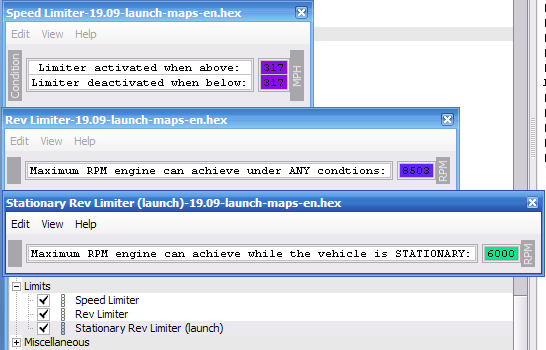 Speed Limiter-19.09-launch-maps-en.hex
Edit View Help
Condition
Limiter activated when above: 317
Limiter deactivated when below: 317
MPH
Rev Limiter-19.09-launch-maps-en.hex
Edit View Help
Maximum RPM engine can achieve under ANY condtions: 8503 RPM
Stationary Rev Limiter (launch)-19.09-launch-maps-en.hex
Edit View Help
Maximum RPM engine can achieve while the vehicle is STATIONARY: 6000 RPM
Limits
Speed Limiter
Rev Limiter
Stationary Rev Limiter (launch)
Miscellaneous